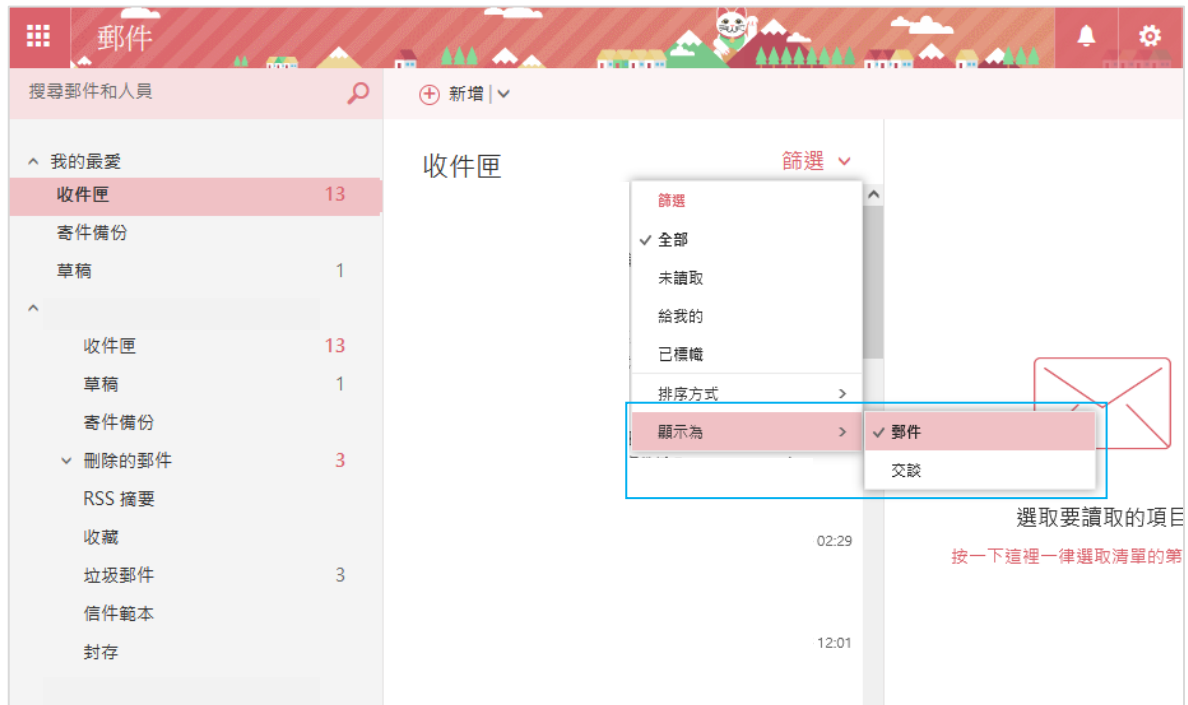 郵件
搜尋郵件和人員
新增
我的最愛
收件匣 13
寄件備份
草稿 1
收件匣 13
草稿 1
寄件備份
刪除的郵件 3
RSS 摘要
收藏
垃圾郵件 3
信件範本
封存
收件匣
篩選
篩選
全部
未讀取
給我的
已標幟
排序方式
顯示為
郵件
交談
02:29
12:01
選取要讀取的項目
按一下這裡一律選取清單的第